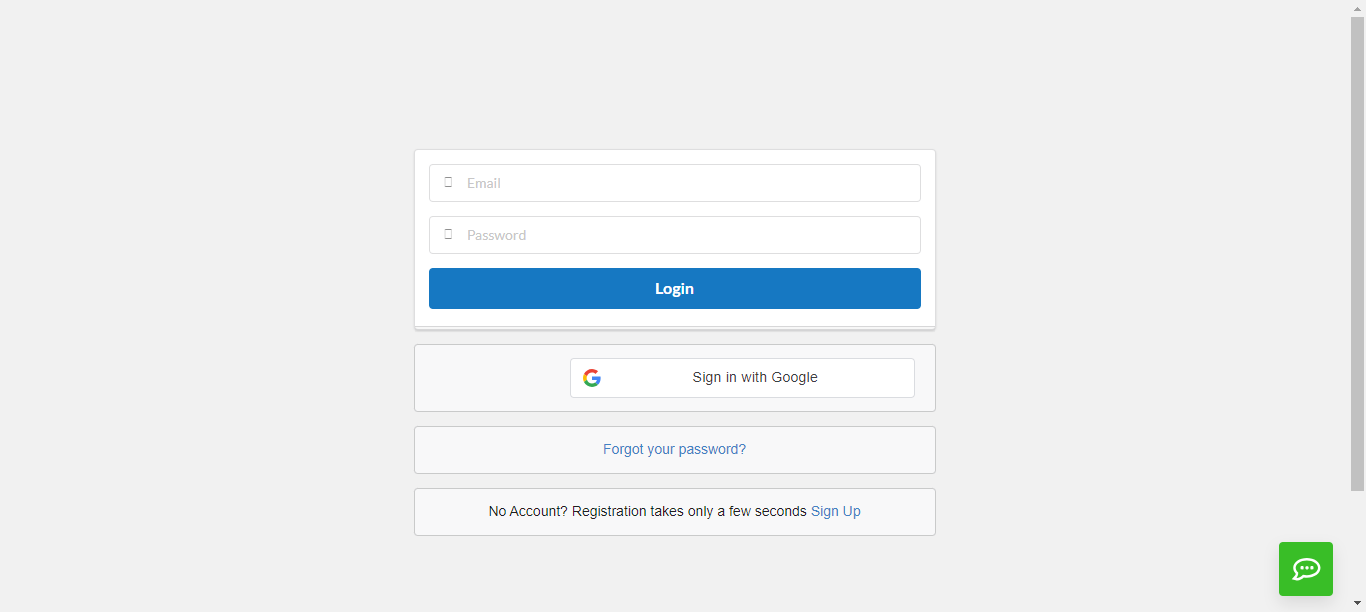 Email
Password
Login
Sign in with Google
Forgot your password?
No Account? Registration takes only a few seconds Sign Up